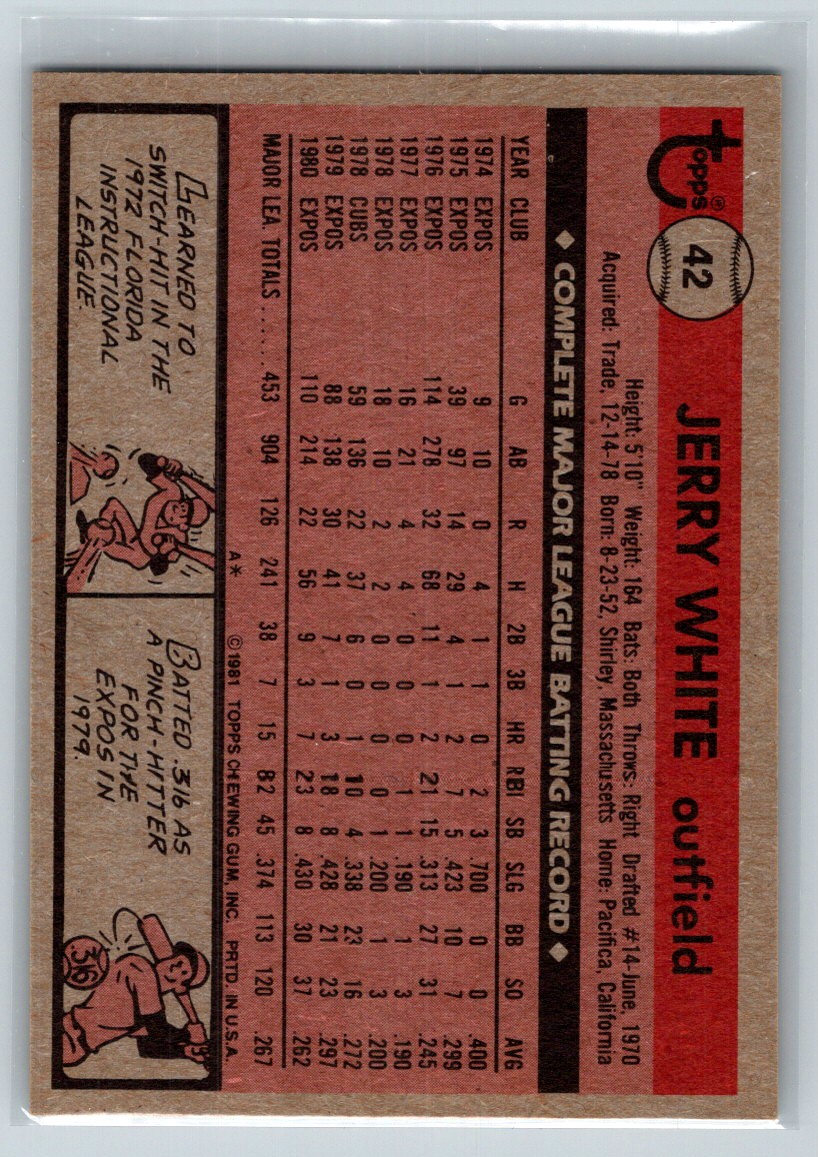 Topps®
42
JERRY WHITE outfield
Height: 5'10" Weight: 164 Bats: Both Throws: Right Drafted #14-June, 1970
Acquired: Trade, 12-14-78 Born: 8-23-52, Shirley, Massachusetts Home: Pacifica, California
◆ COMPLETE MAJOR LEAGUE BATTING RECORD ◆
YEAR CLUB G AB R H 2B 3B HR RBI SB SLG BB SO AVG
1974 EXPOS 9 10 0 4 1 1 0 2 3 .700 0 0 .400
1975 EXPOS 39 97 14 29 4 1 2 7 5 .423 10 7 .299
1976 EXPOS 114 278 32 68 11 1 2 21 15 .313 27 31 .245
1977 EXPOS 16 21 4 4 0 0 0 1 1 .190 1 3 .190
1978 EXPOS 18 10 2 2 0 0 0 0 1 .200 1 3 .200
1978 CUBS 59 136 22 37 6 0 1 10 4 .338 23 16 .272
1979 EXPOS 88 138 30 41 7 1 3 18 8 .428 21 23 .297
1980 EXPOS 110 214 22 56 9 3 7 23 8 .430 30 37 .262
MAJOR LEA. TOTALS ...... 453 904 126 241 38 7 15 82 45 .374 113 120 .267
A* © 1981 TOPPS CHEWING GUM, INC. PRTD. IN U.S.A.
LEARNED TO
SWITCH-HIT IN THE
1972 FLORIDA
INSTRUCTIONAL
LEAGUE.
BATTED .316 AS
A PINCH-HITTER
FOR THE
EXPOS IN
1979.
316